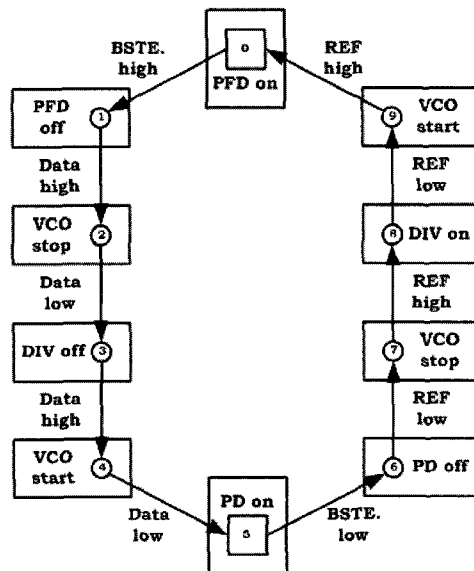 0
PFD on
BSTE.
high
PFD
off
1
Data
high
VCO
stop
2
Data
low
DIV off
3
Data
high
VCO
start
4
Data
low
PD on
5
BSTE.
low
6
PD off
REF
low
7
VCO
stop
REF
high
8
DIV on
REF
low
9
VCO
start
REF
high